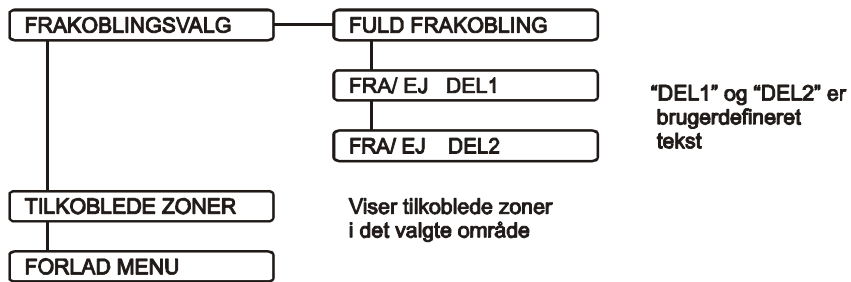 FRAKOBLINGSVALG
FULD FRAKOBLING
FRA/ EJ DEL1
FRA/ EJ DEL2
“DEL1” og “DEL2” er
brugerdefineret
tekst
TILKOBLEDE ZONER
Viser tilkoblede zoner
i det valgte område
FORLAD MENU